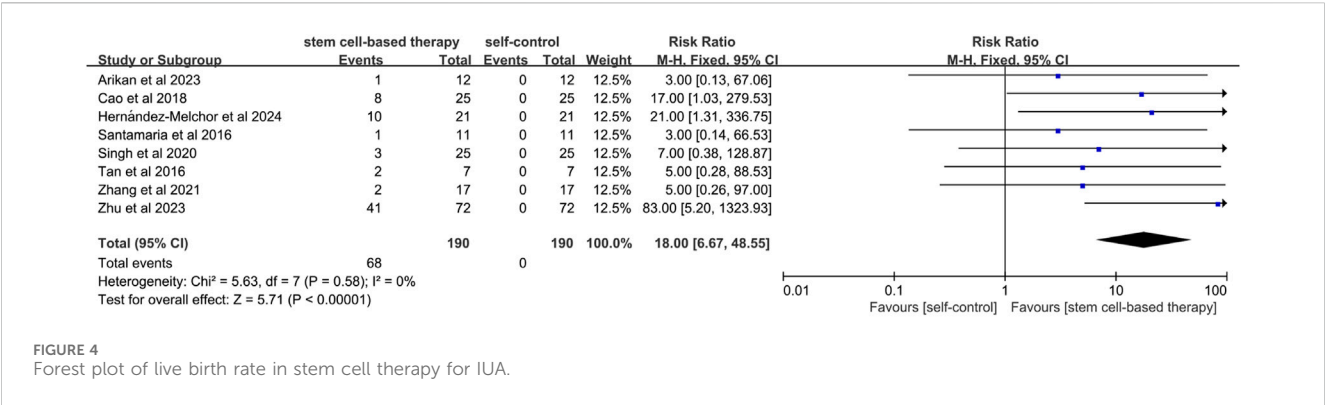 stem cell-based therapy self-control Risk Ratio Risk Ratio
Study or Subgroup Events Total Events Total Weight M-H, Fixed, 95% CI M-H, Fixed, 95% CI
Arikan et al 2023 1 12 0 12 12.5% 3.00 [0.13, 67.06]
Cao et al 2018 8 25 0 25 12.5% 17.00 [1.03, 279.53]
Hernández-Melchor et al 2024 10 21 0 21 12.5% 21.00 [1.31, 336.75]
Santamaria et al 2016 1 11 0 11 12.5% 3.00 [0.14, 66.53]
Singh et al 2020 3 25 0 25 12.5% 7.00 [0.38, 128.87]
Tan et al 2016 2 7 0 7 12.5% 5.00 [0.28, 88.53]
Zhang et al 2021 2 17 0 17 12.5% 5.00 [0.26, 97.00]
Zhu et al 2023 41 72 0 72 12.5% 83.00 [5.20, 1323.93]
Total (95% CI) 190 190 100.0% 18.00 [6.67, 48.55]
Total events 68 0
Heterogeneity: Chi² = 5.63, df = 7 (P = 0.58); I² = 0%
Test for overall effect: Z = 5.71 (P < 0.00001)
0.01 0.1 1 10 100
Favours [self-control] Favours [stem cell-based therapy]
FIGURE 4
Forest plot of live birth rate in stem cell therapy for IUA.